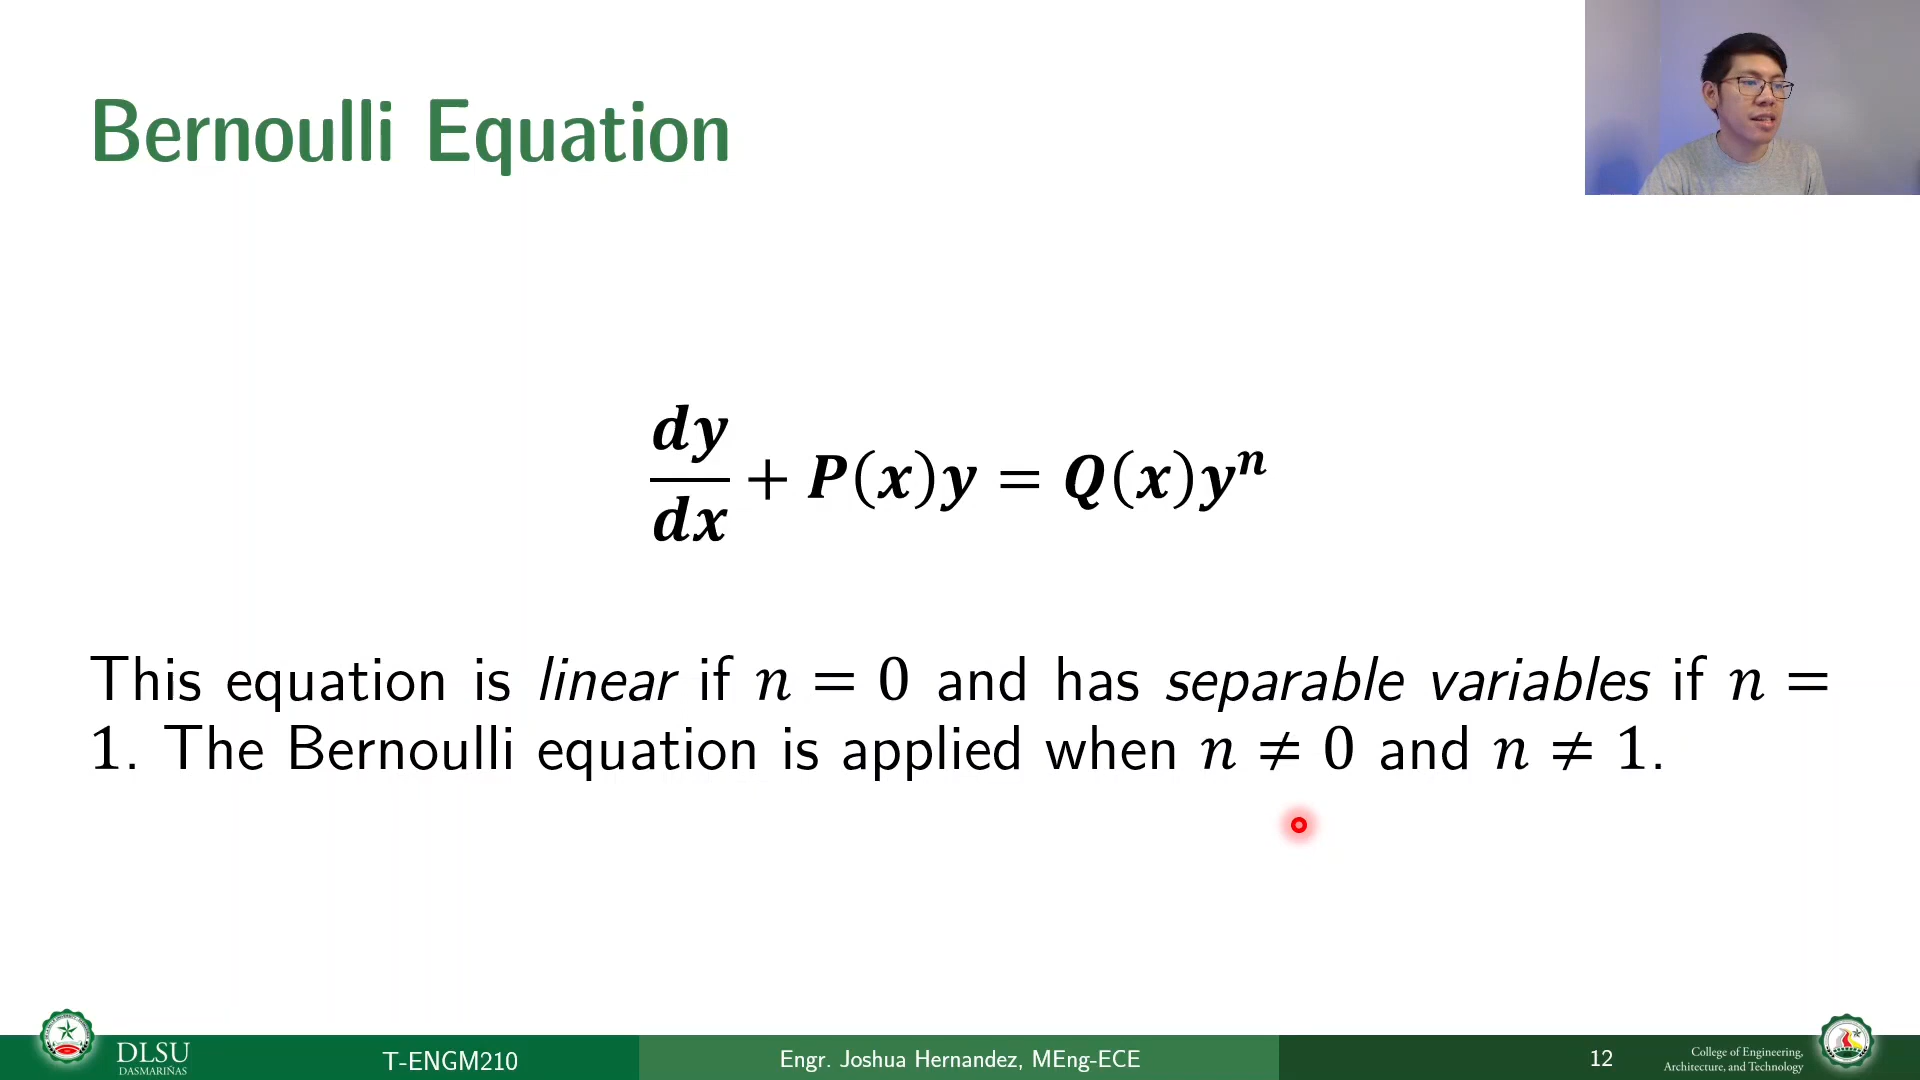 Bernoulli Equation
dy/dx + P(x)y = Q(x)yⁿ
This equation is linear if n = 0 and has separable variables if n =
1. The Bernoulli equation is applied when n ≠ 0 and n ≠ 1.
DLSU
DASMARIÑAS
T-ENGM210
Engr. Joshua Hernandez, MEng-ECE
12
College of Engineering,
Architecture, and Technology